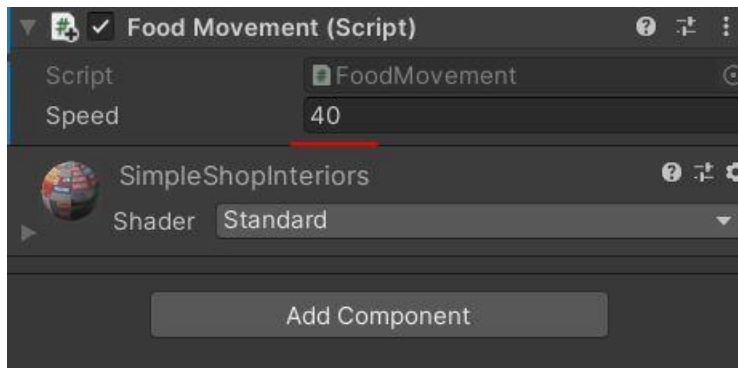 Food Movement (Script)
Script FoodMovement
Speed 40
SimpleShopInteriors
Shader Standard
Add Component